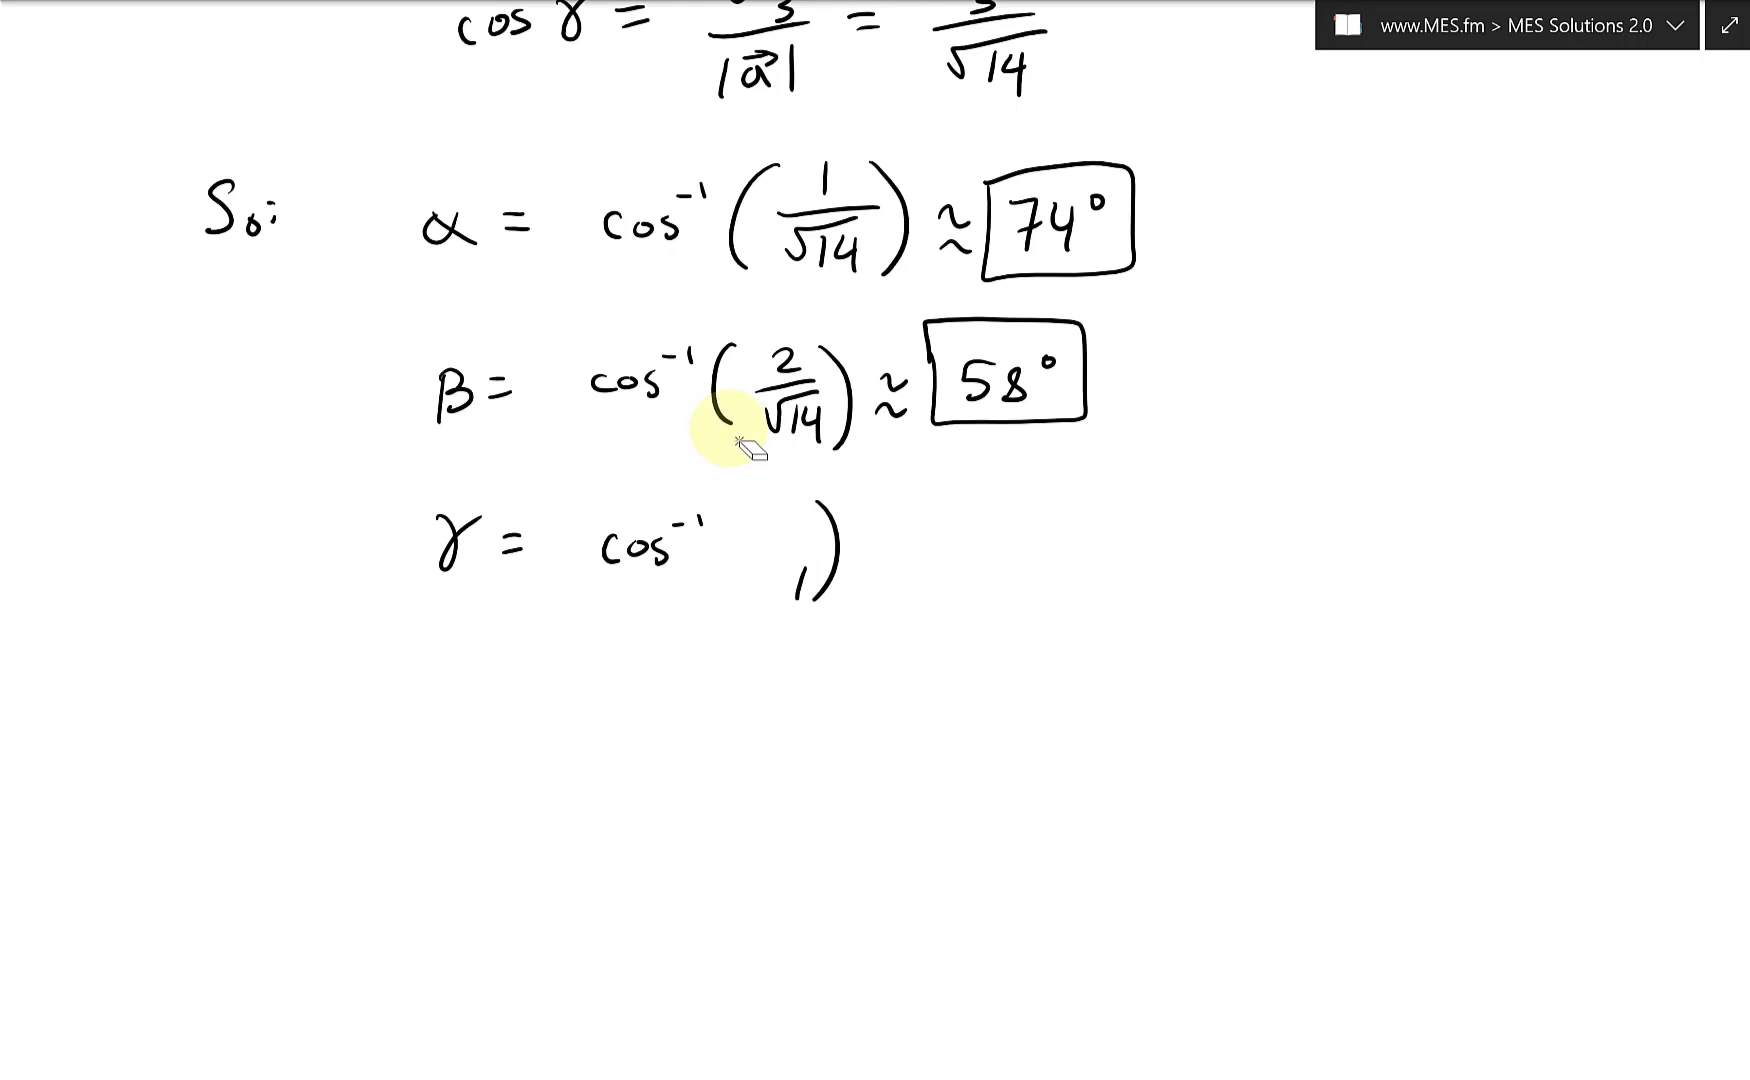 www.MES.fm > MES Solutions 2.0
cos γ = a₃/|a⃗| = 3/√14
So: α = cos⁻¹(1/√14) ≈ 74°
β = cos⁻¹(2/√14) ≈ 58°
γ = cos⁻¹ )